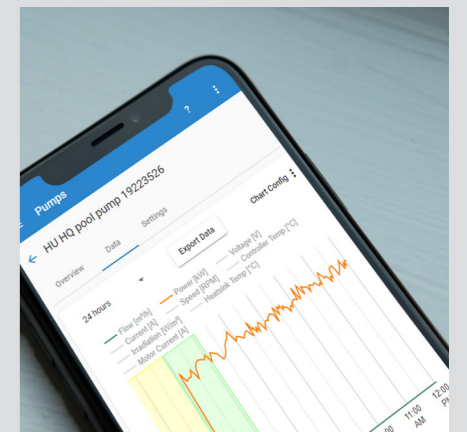 Pumps ?
HU HQ pool pump 19223526
Overview Data Settings
24 hours Export Data Chart Config
Flow [m³/h] Power [kW] Voltage [V]
Current [A] Speed [RPM] Controller Temp [°C]
Irradiation [W/m²] Heatsink Temp [°C]
Motor Current [A]
11:00 AM 12:00